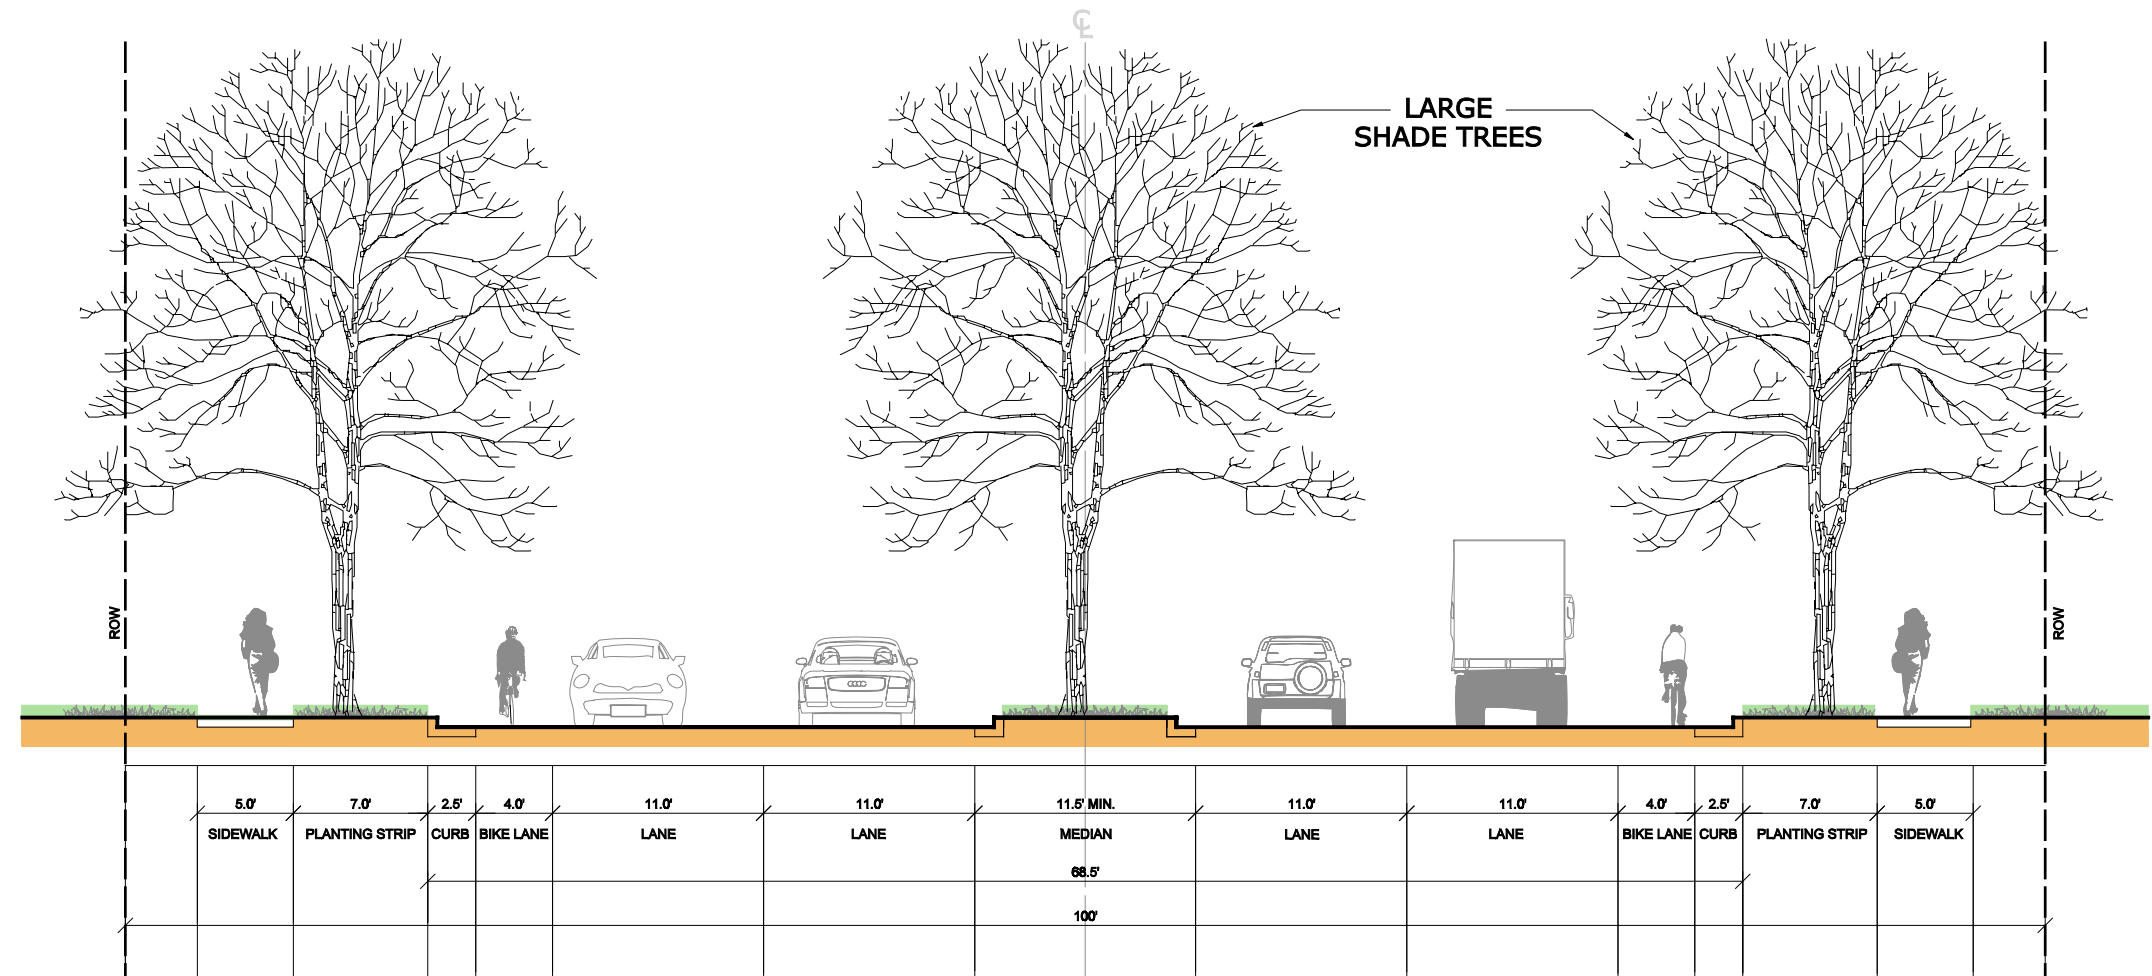 ℄
LARGE
SHADE TREES
ROW
ROW
5.0' 7.0' 2.5' 4.0' 11.0' 11.0' 11.5' MIN. 11.0' 11.0' 4.0' 2.5' 7.0' 5.0'
SIDEWALK PLANTING STRIP CURB BIKE LANE LANE LANE MEDIAN LANE LANE BIKE LANE CURB PLANTING STRIP SIDEWALK
68.5'
100'